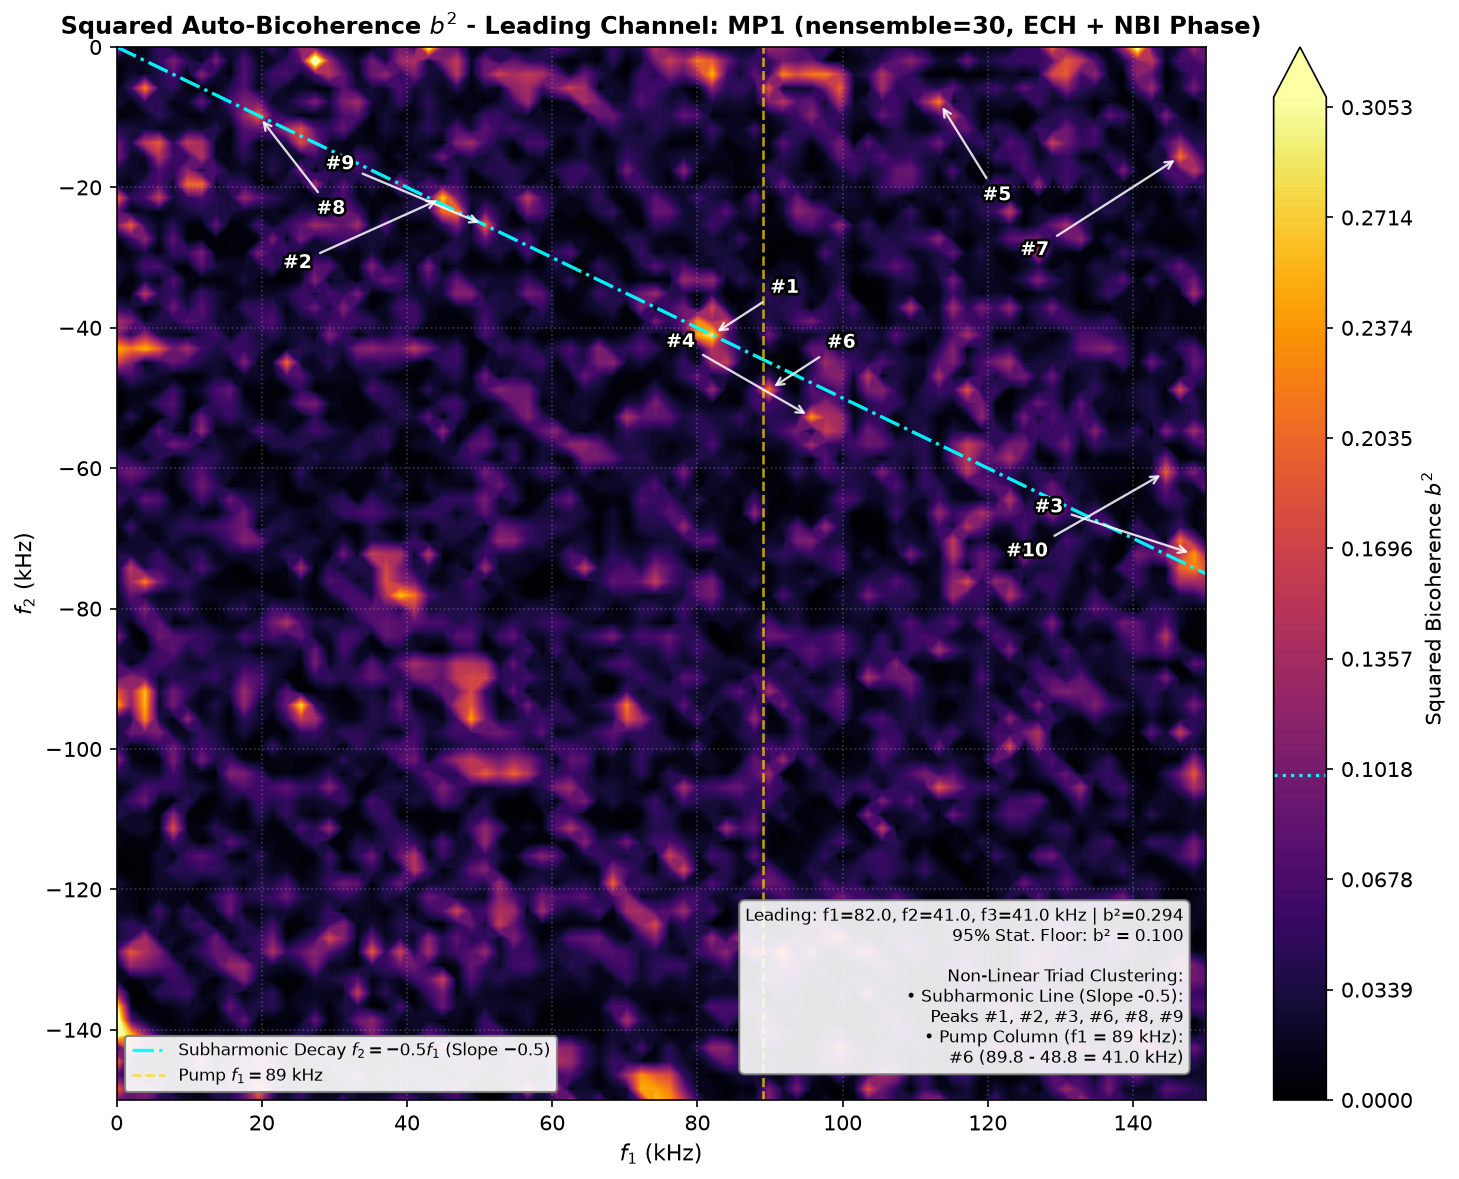 Squared Auto-Bicoherence b² - Leading Channel: MP1 (nensemble=30, ECH + NBI Phase)
0
−20
−40
−60
−80
−100
−120
−140
f₂ (kHz)
#9
#8
#2
#5
#7
#1
#4
#6
#3
#10
Leading: f1=82.0, f2=41.0, f3=41.0 kHz | b²=0.294
95% Stat. Floor: b² = 0.100
Non-Linear Triad Clustering:
• Subharmonic Line (Slope -0.5):
Peaks #1, #2, #3, #6, #8, #9
• Pump Column (f1 = 89 kHz):
#6 (89.8 - 48.8 = 41.0 kHz)
Subharmonic Decay f₂ = −0.5f₁ (Slope −0.5)
Pump f₁ = 89 kHz
0 20 40 60 80 100 120 140
f₁ (kHz)
0.3053
0.2714
0.2374
0.2035
0.1696
0.1357
0.1018
0.0678
0.0339
0.0000
Squared Bicoherence b²